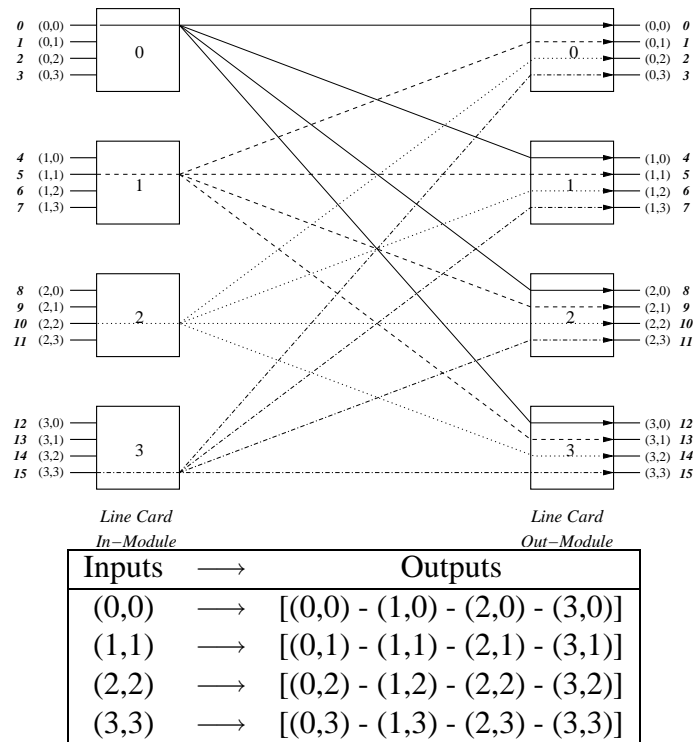 0 (0,0) (0,0) 0
1 (0,1) 0 0 (0,1) 1
2 (0,2) (0,2) 2
3 (0,3) (0,3) 3
4 (1,0) (1,0) 4
5 (1,1) 1 1 (1,1) 5
6 (1,2) (1,2) 6
7 (1,3) (1,3) 7
8 (2,0) (2,0) 8
9 (2,1) 2 2 (2,1) 9
10 (2,2) (2,2) 10
11 (2,3) (2,3) 11
12 (3,0) (3,0) 12
13 (3,1) 3 3 (3,1) 13
14 (3,2) (3,2) 14
15 (3,3) (3,3) 15
Line Card Line Card
In−Module Out−Module
Inputs ⟶ Outputs
(0,0) ⟶ [(0,0) - (1,0) - (2,0) - (3,0)]
(1,1) ⟶ [(0,1) - (1,1) - (2,1) - (3,1)]
(2,2) ⟶ [(0,2) - (1,2) - (2,2) - (3,2)]
(3,3) ⟶ [(0,3) - (1,3) - (2,3) - (3,3)]